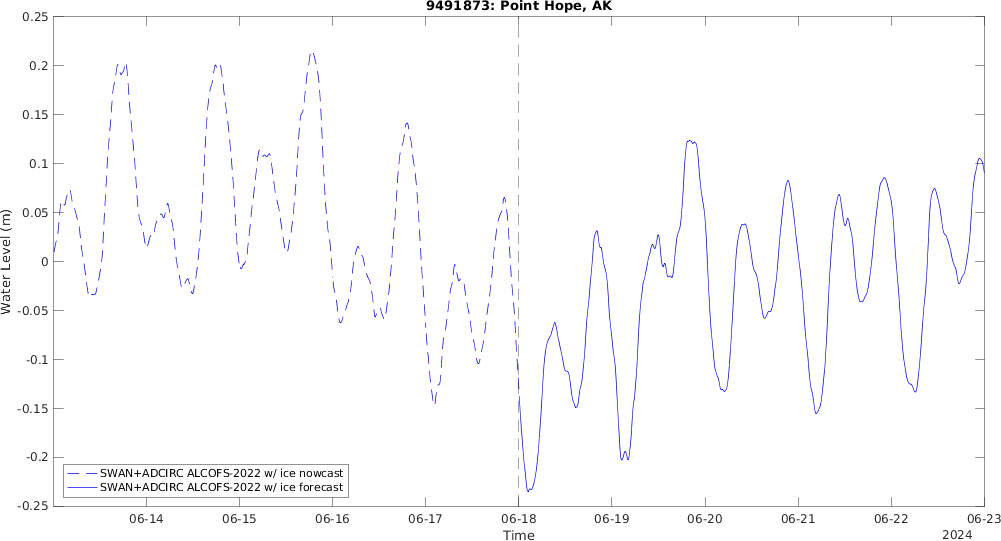 9491873: Point Hope, AK
0.25
0.2
0.15
0.1
0.05
0
-0.05
-0.1
-0.15
-0.2
-0.25
Water Level (m)
SWAN+ADCIRC ALCOFS-2022 w/ ice nowcast
SWAN+ADCIRC ALCOFS-2022 w/ ice forecast
06-14 06-15 06-16 06-17 06-18 06-19 06-20 06-21 06-22 06-23
Time
2024